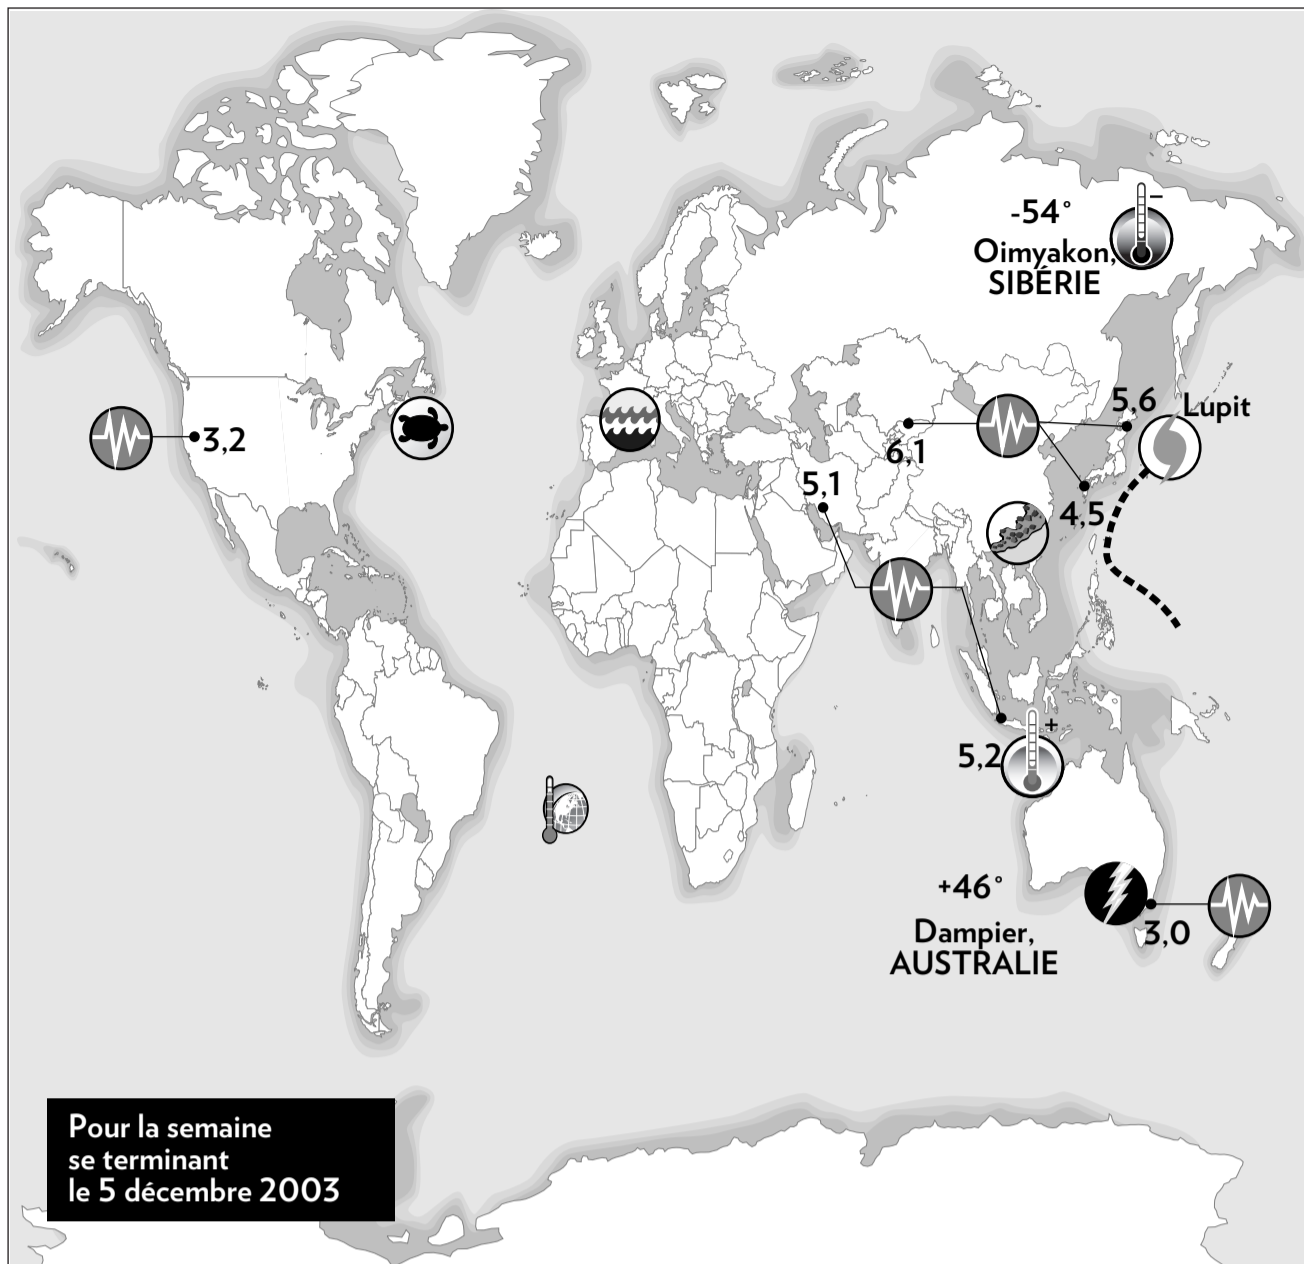 -54°
Oimyakon,
SIBÉRIE
5,6
Lupit
3,2
6,1
5,1
4,5
5,2
+46°
Dampier,
AUSTRALIE
3,0
Pour la semaine
se terminant
le 5 décembre 2003